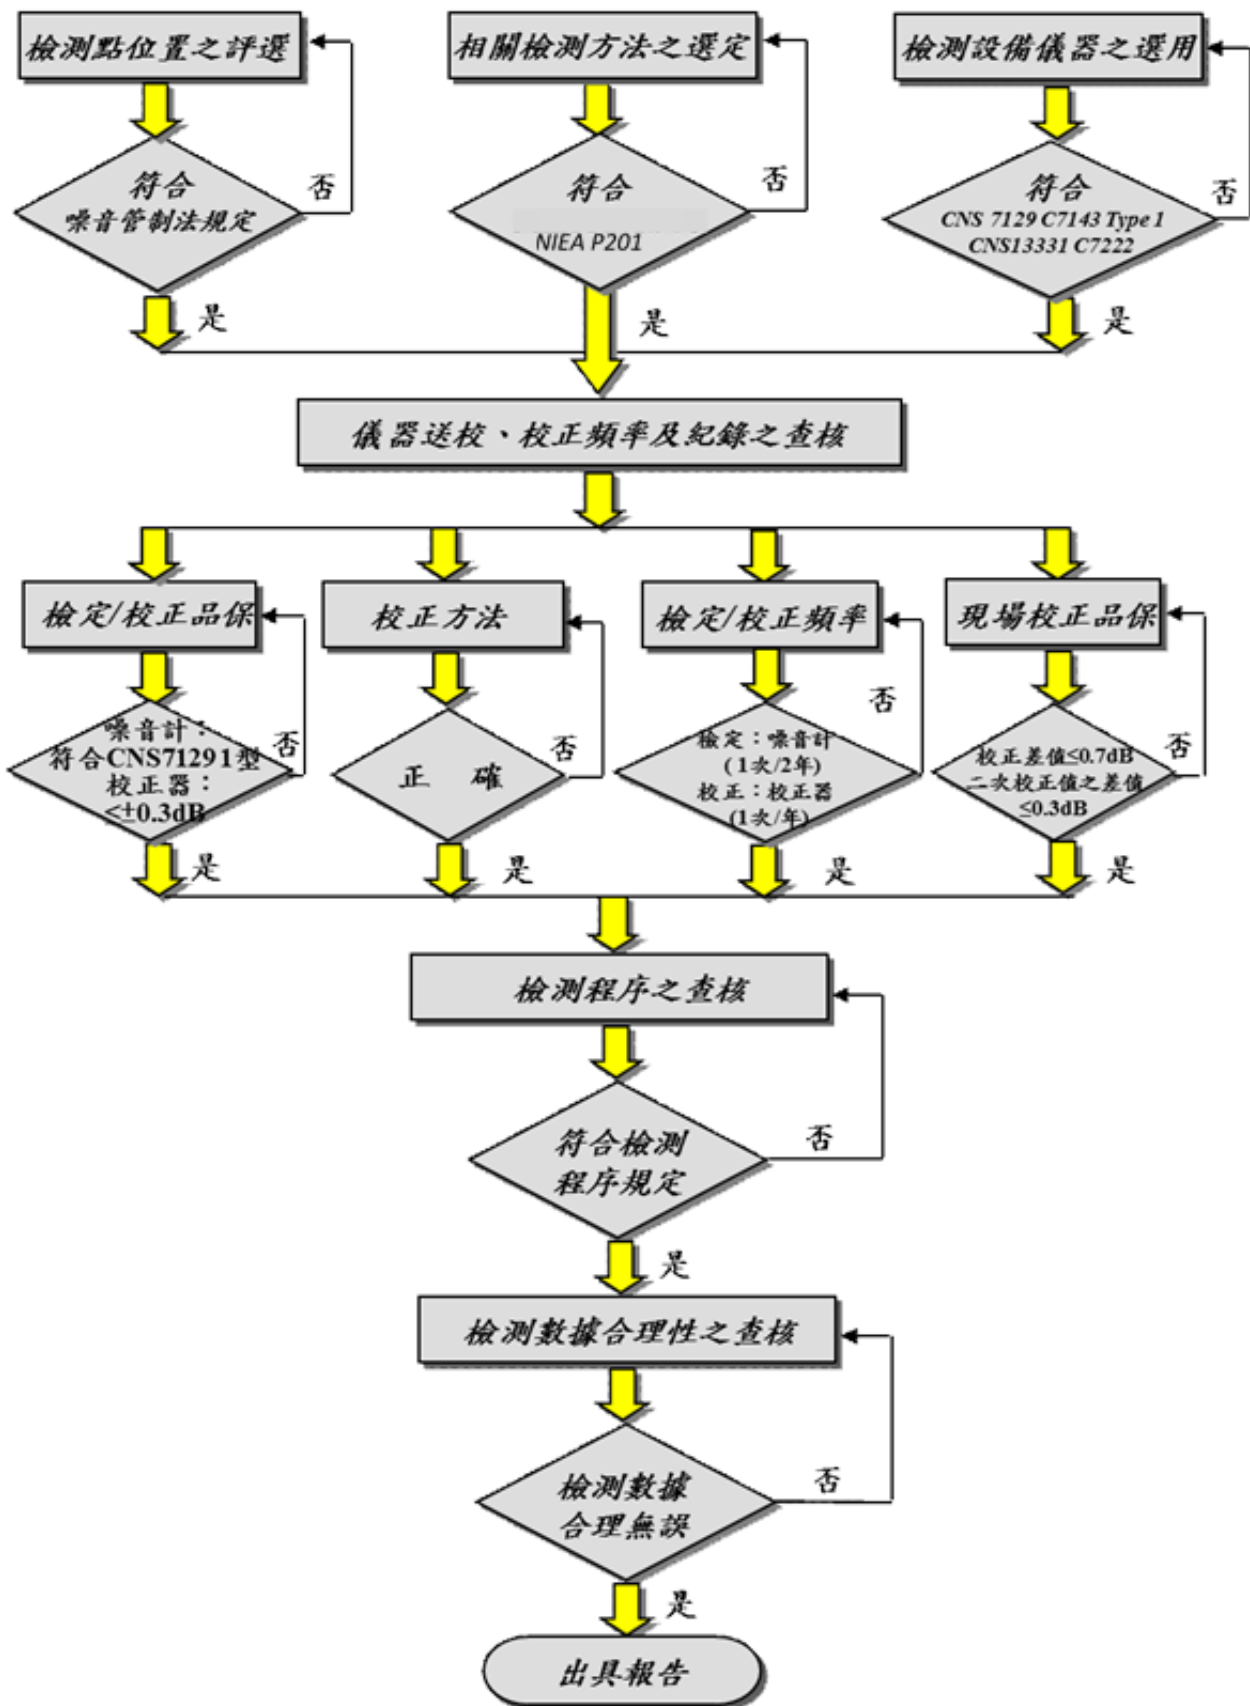 檢測點位置之評選
相關檢測方法之選定
檢測設備儀器之選用
符合
噪音管制法規定
否
符合
NIEA P201
否
符合
CNS 7129 C7143 Type 1
CNS13331 C7222
否
是
是
是
儀器送校、校正頻率及紀錄之查核
檢定/校正品保
校正方法
檢定/校正頻率
現場校正品保
噪音計：
符合CNS7129 1型
校正器：
<±0.3dB
否
正 確
否
檢定：噪音計
(1次/2年)
校正：校正器
(1次/年)
否
校正差值≤0.7dB
二次校正值之差值
≤0.3dB
否
是
是
是
是
檢測程序之查核
符合檢測
程序規定
否
是
檢測數據合理性之查核
檢測數據
合理無誤
否
是
出具報告